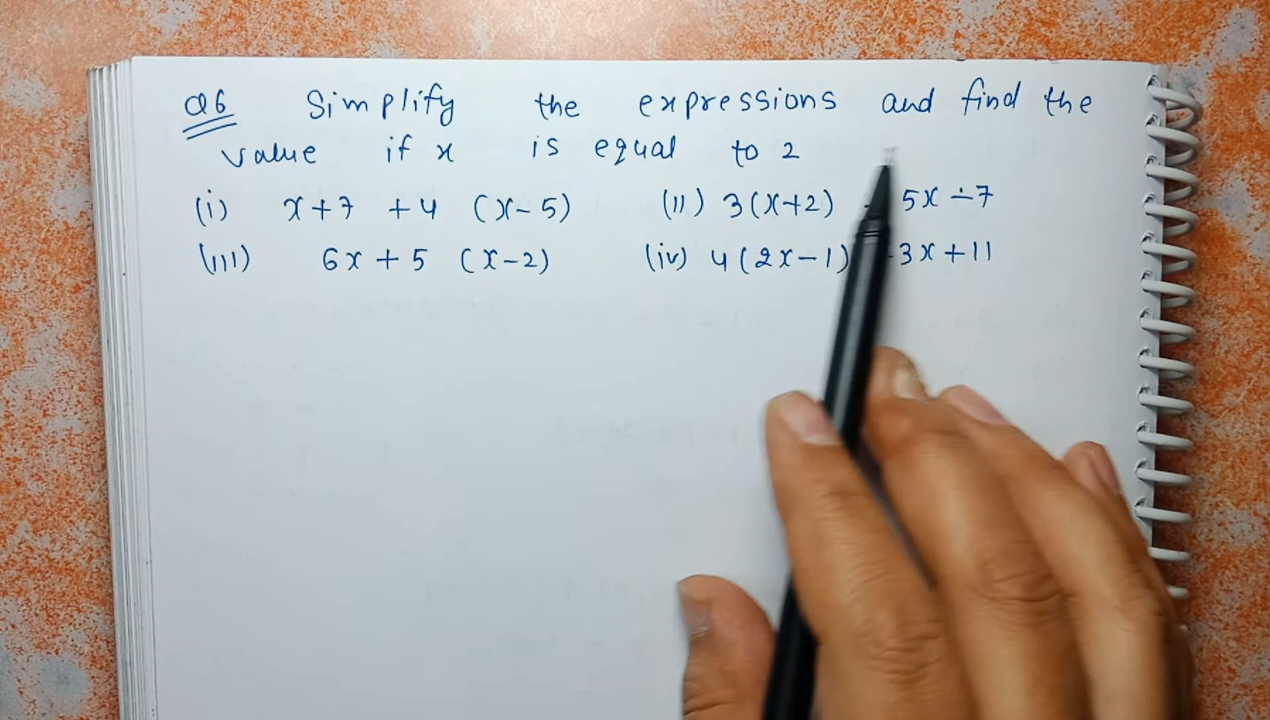 Q6 Simplify the expressions and find the
value if x is equal to 2
(i) x+7 +4 (x-5) (ii) 3(x+2) 5x -7
(iii) 6x+5 (x-2) (iv) 4(2x-1) 3x+11